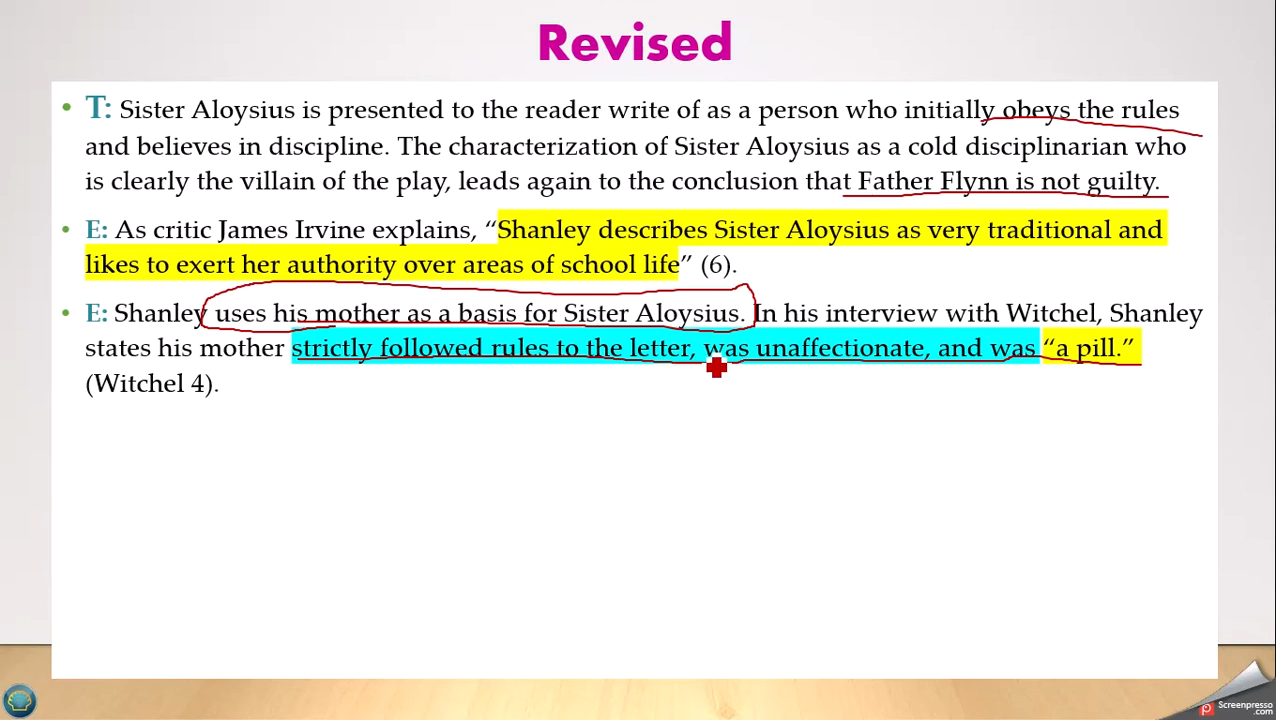 Revised
• T: Sister Aloysius is presented to the reader write of as a person who initially obeys the rules
and believes in discipline. The characterization of Sister Aloysius as a cold disciplinarian who
is clearly the villain of the play, leads again to the conclusion that Father Flynn is not guilty.
• E: As critic James Irvine explains, “Shanley describes Sister Aloysius as very traditional and
likes to exert her authority over areas of school life” (6).
• E: Shanley uses his mother as a basis for Sister Aloysius. In his interview with Witchel, Shanley
states his mother strictly followed rules to the letter, was unaffectionate, and was “a pill.”
(Witchel 4).
Screenpresso
.com